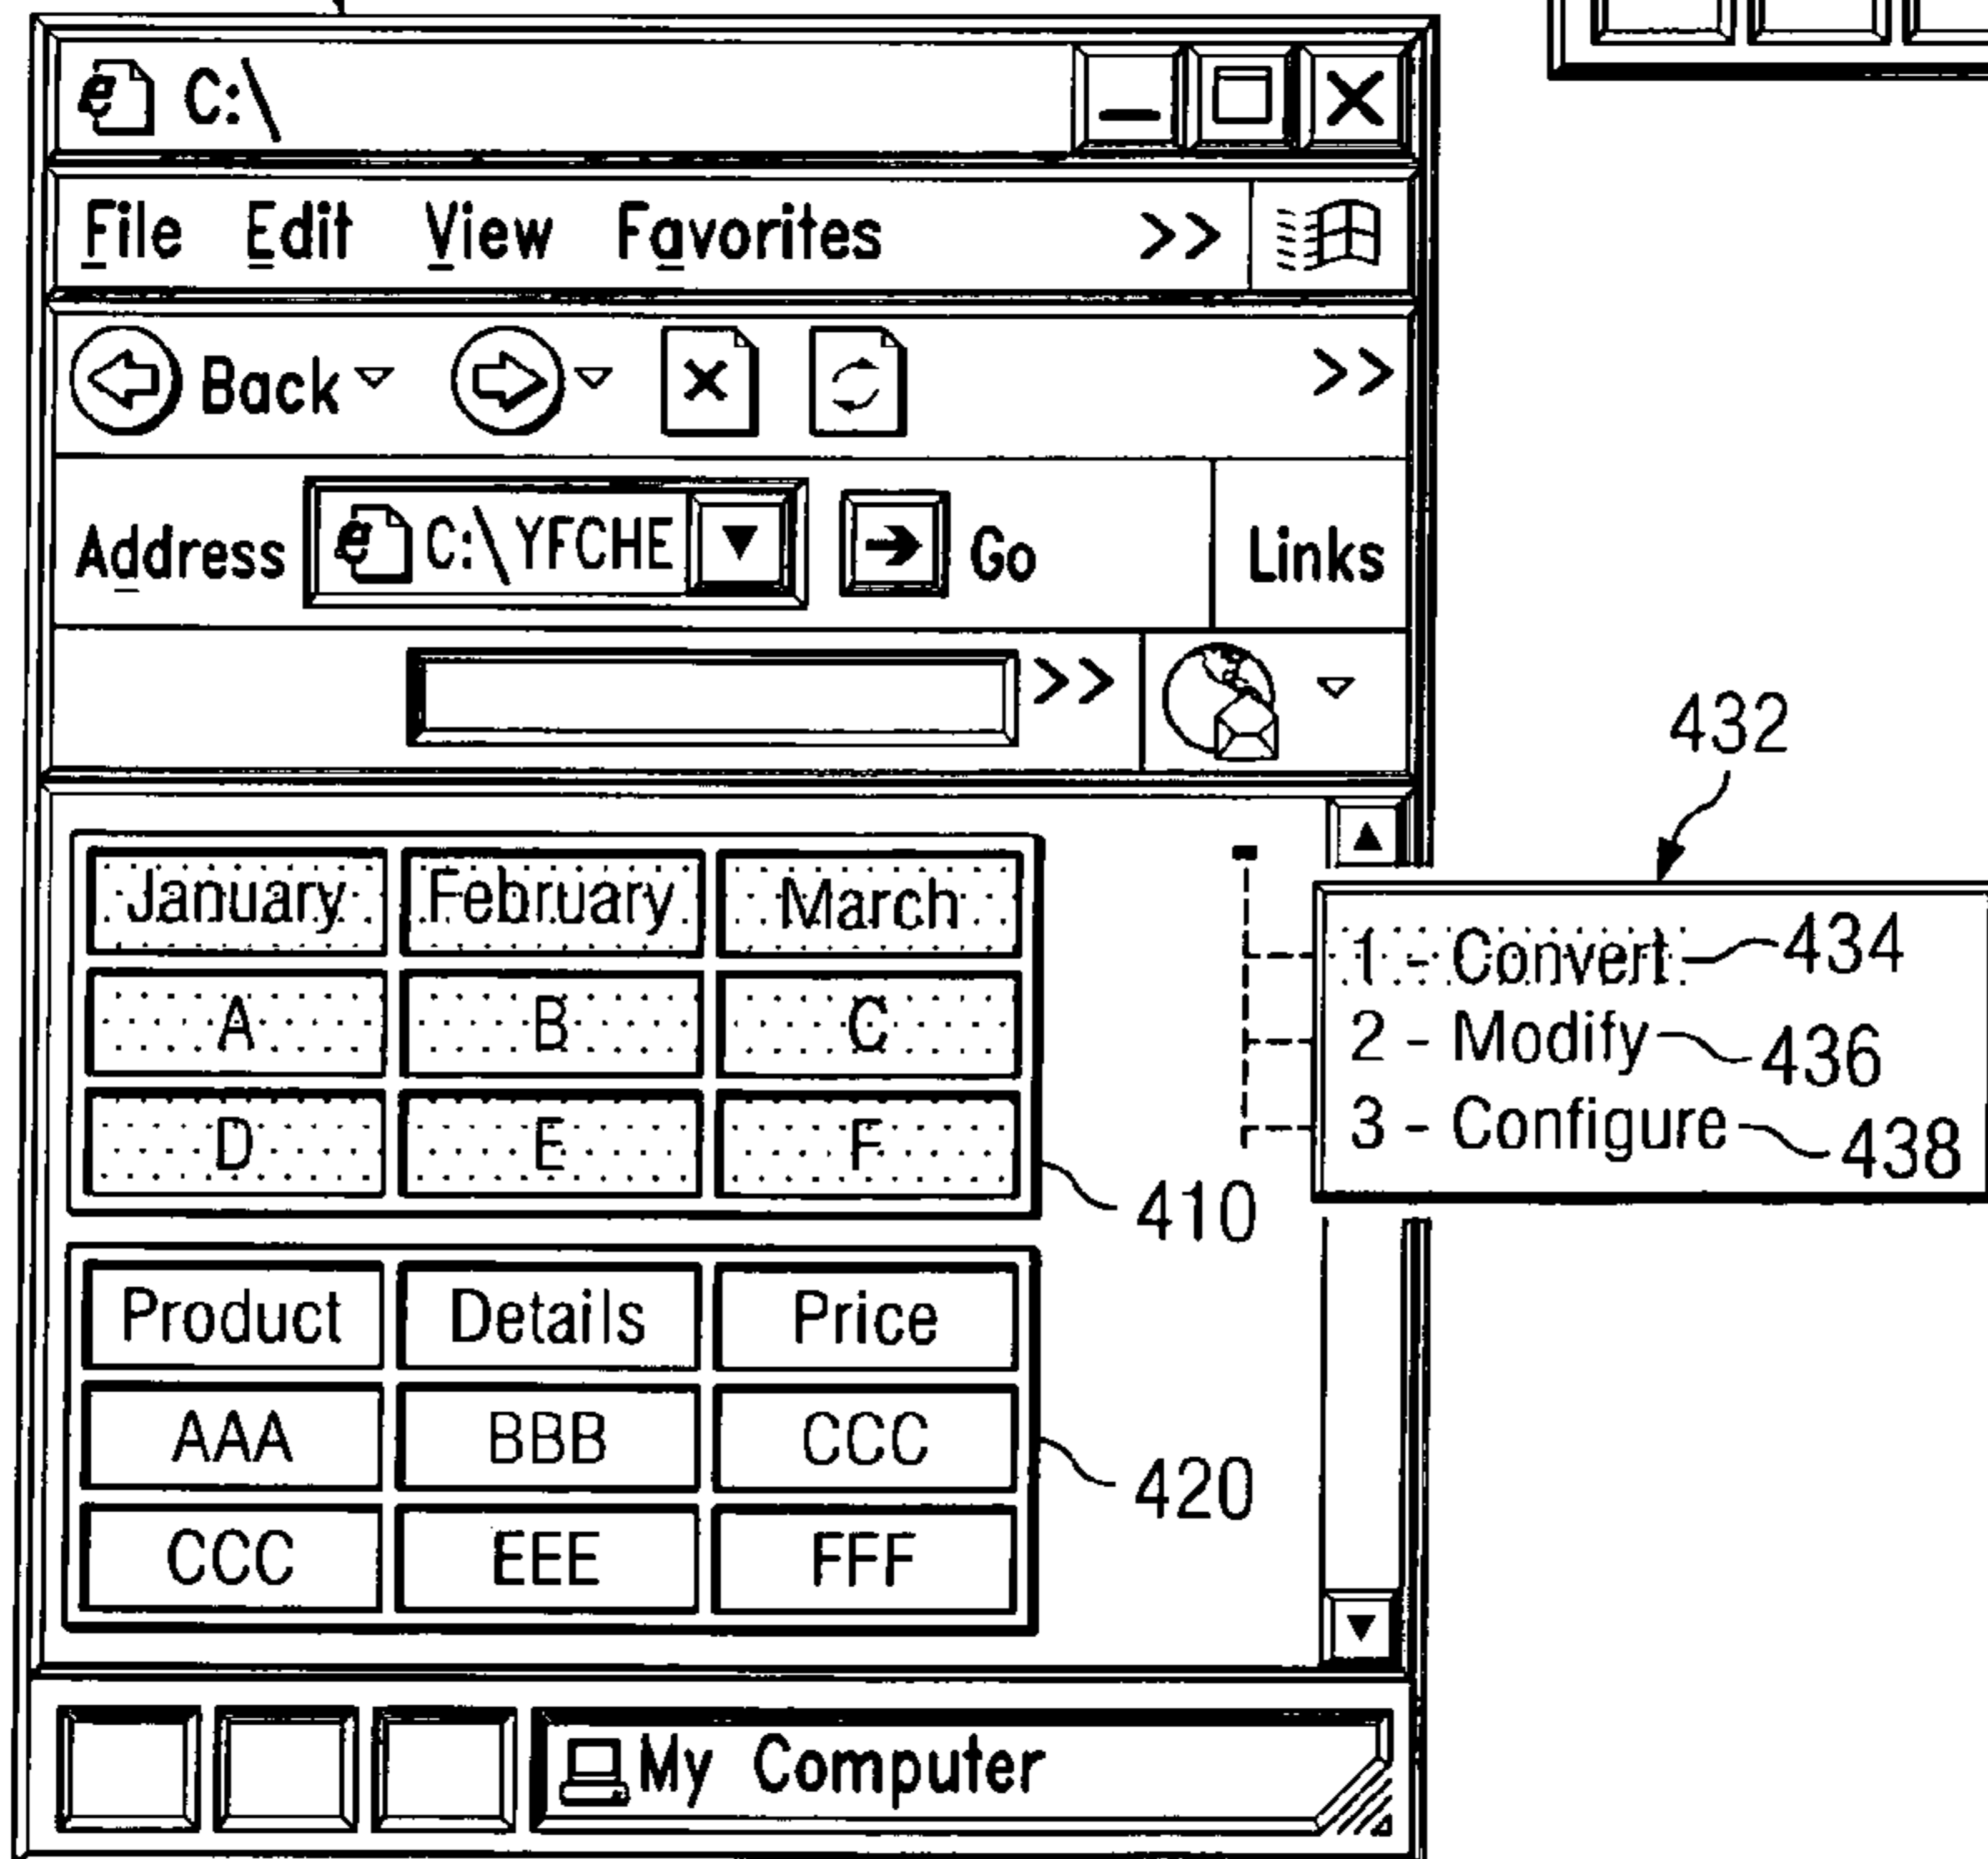 C:\
File Edit View Favorites >>
Back >>
Address C:\YFCHE Go Links
>>
432
January February March
A B C
D E F
410
1 - Convert 434
2 - Modify 436
3 - Configure 438
Product Details Price
AAA BBB CCC
CCC EEE FFF
420
My Computer